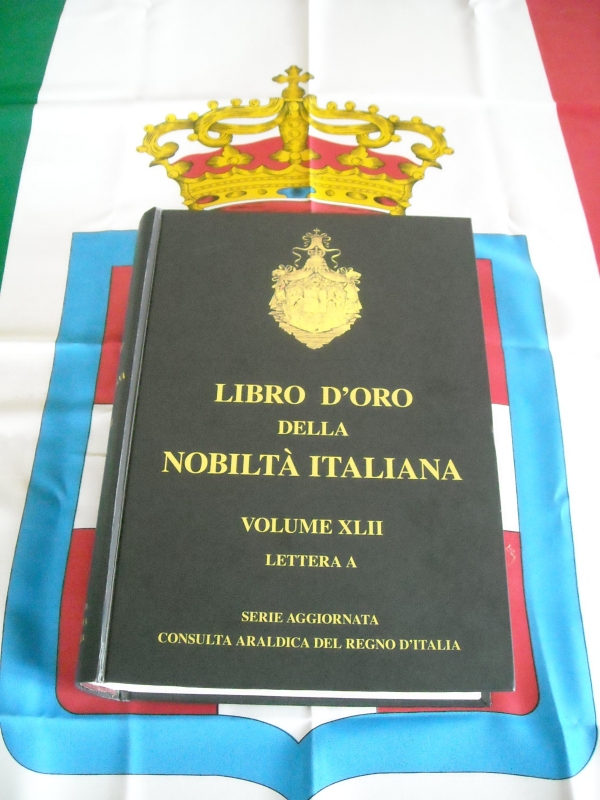 LIBRO D'ORO
DELLA
NOBILTÀ ITALIANA
VOLUME XLII
LETTERA A
SERIE AGGIORNATA
CONSULTA ARALDICA DEL REGNO D'ITALIA